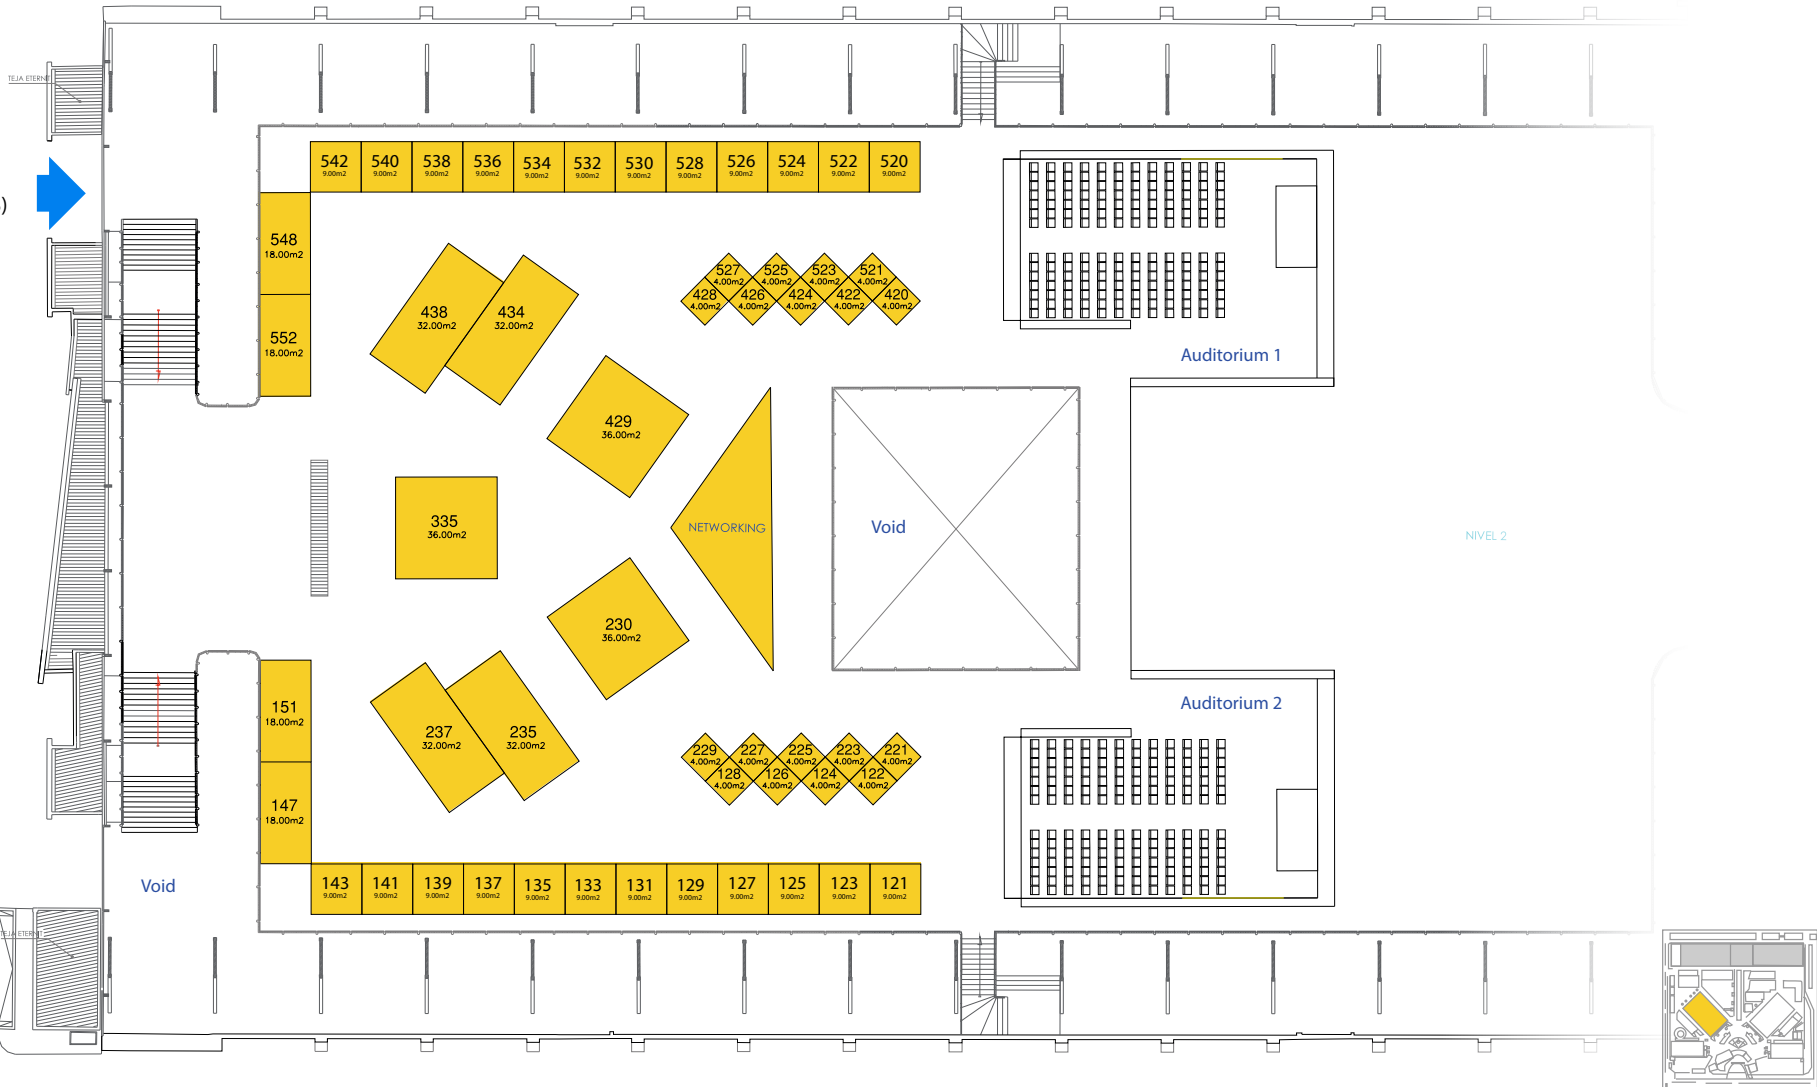 TEJA ETERNIT
)
542
9.00m2
540
9.00m2
538
9.00m2
536
9.00m2
534
9.00m2
532
9.00m2
530
9.00m2
528
9.00m2
526
9.00m2
524
9.00m2
522
9.00m2
520
9.00m2
548
18.00m2
552
18.00m2
438
32.00m2
434
32.00m2
527
4.00m2
525
4.00m2
523
4.00m2
521
4.00m2
428
4.00m2
426
4.00m2
424
4.00m2
422
4.00m2
420
4.00m2
Auditorium 1
429
36.00m2
335
36.00m2
NETWORKING
Void
NIVEL 2
230
36.00m2
151
18.00m2
147
18.00m2
237
32.00m2
235
32.00m2
229
4.00m2
227
4.00m2
225
4.00m2
223
4.00m2
221
4.00m2
128
4.00m2
126
4.00m2
124
4.00m2
122
4.00m2
Auditorium 2
Void
143
9.00m2
141
9.00m2
139
9.00m2
137
9.00m2
135
9.00m2
133
9.00m2
131
9.00m2
129
9.00m2
127
9.00m2
125
9.00m2
123
9.00m2
121
9.00m2
TEJA ETERNIT